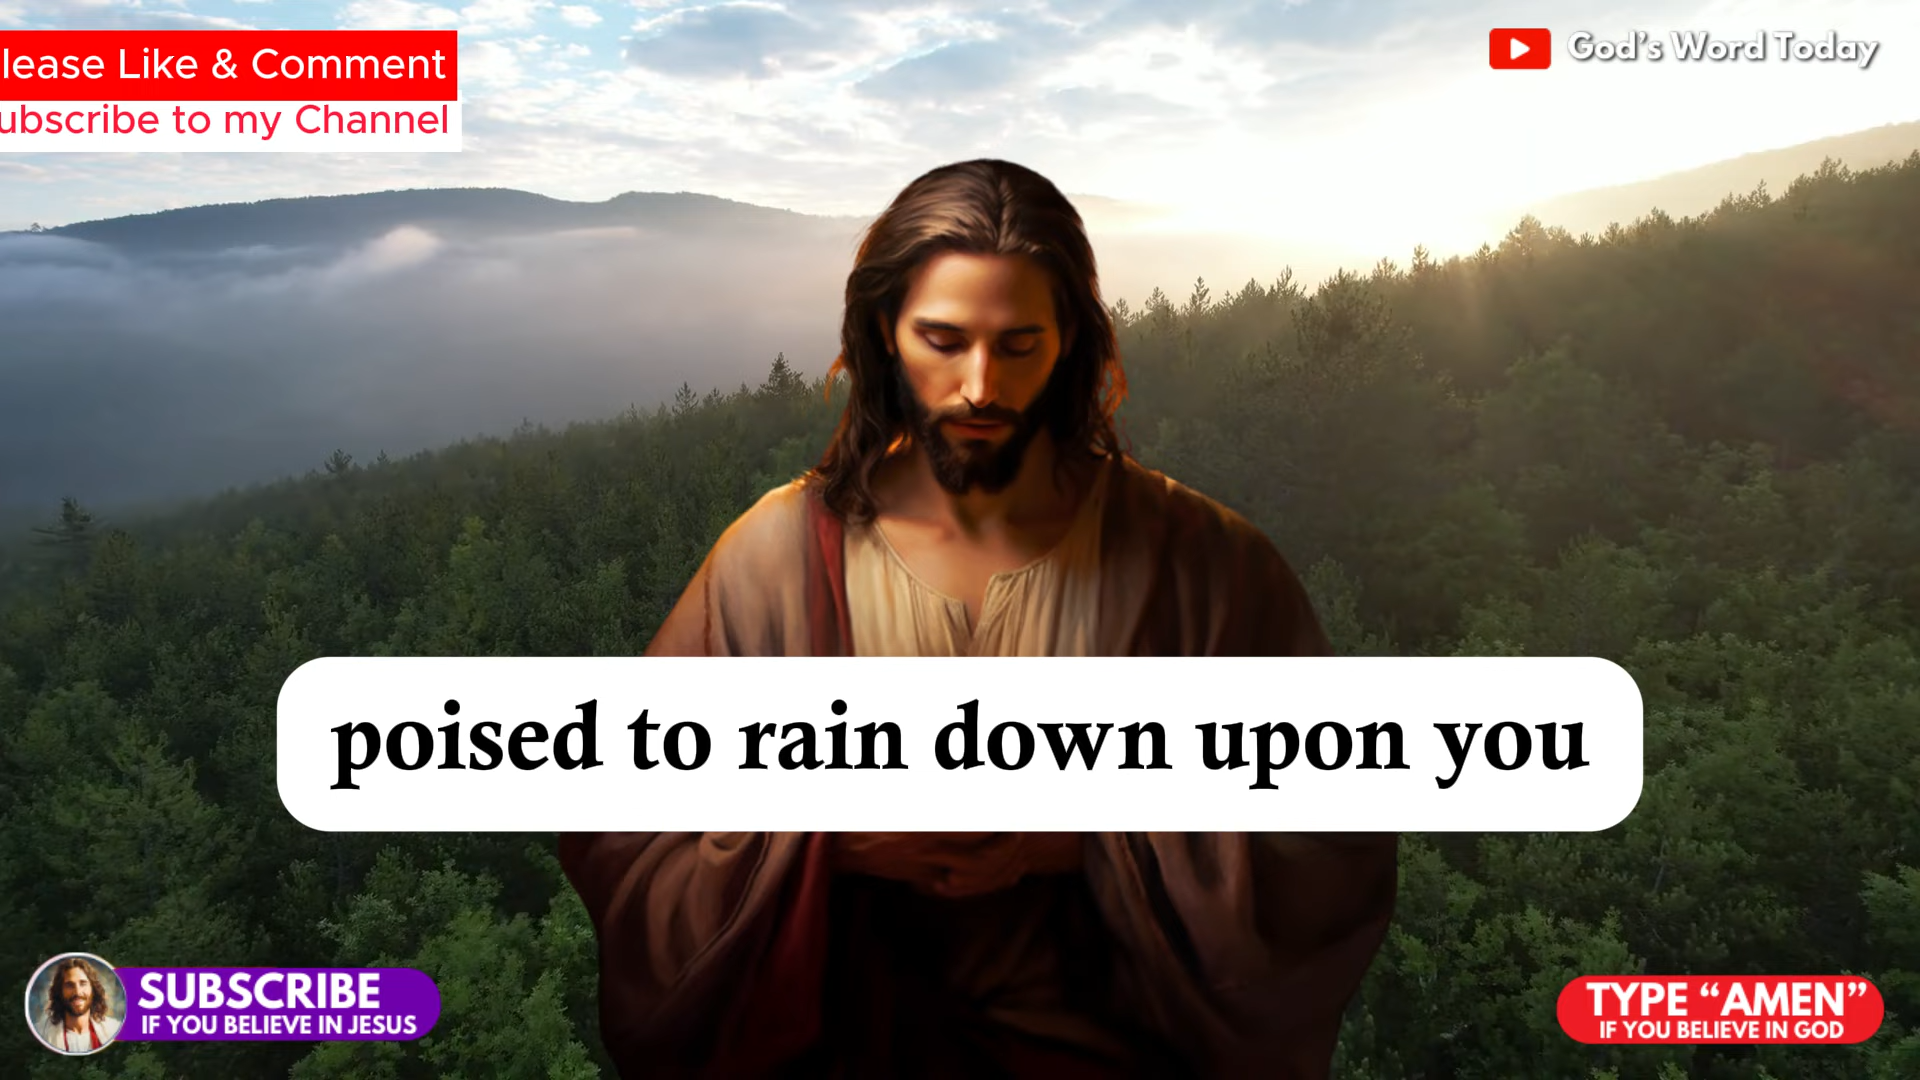 lease Like & Comment
ubscribe to my Channel
God's Word Today
poised to rain down upon you
SUBSCRIBE
IF YOU BELIEVE IN JESUS
TYPE “AMEN”
IF YOU BELIEVE IN GOD